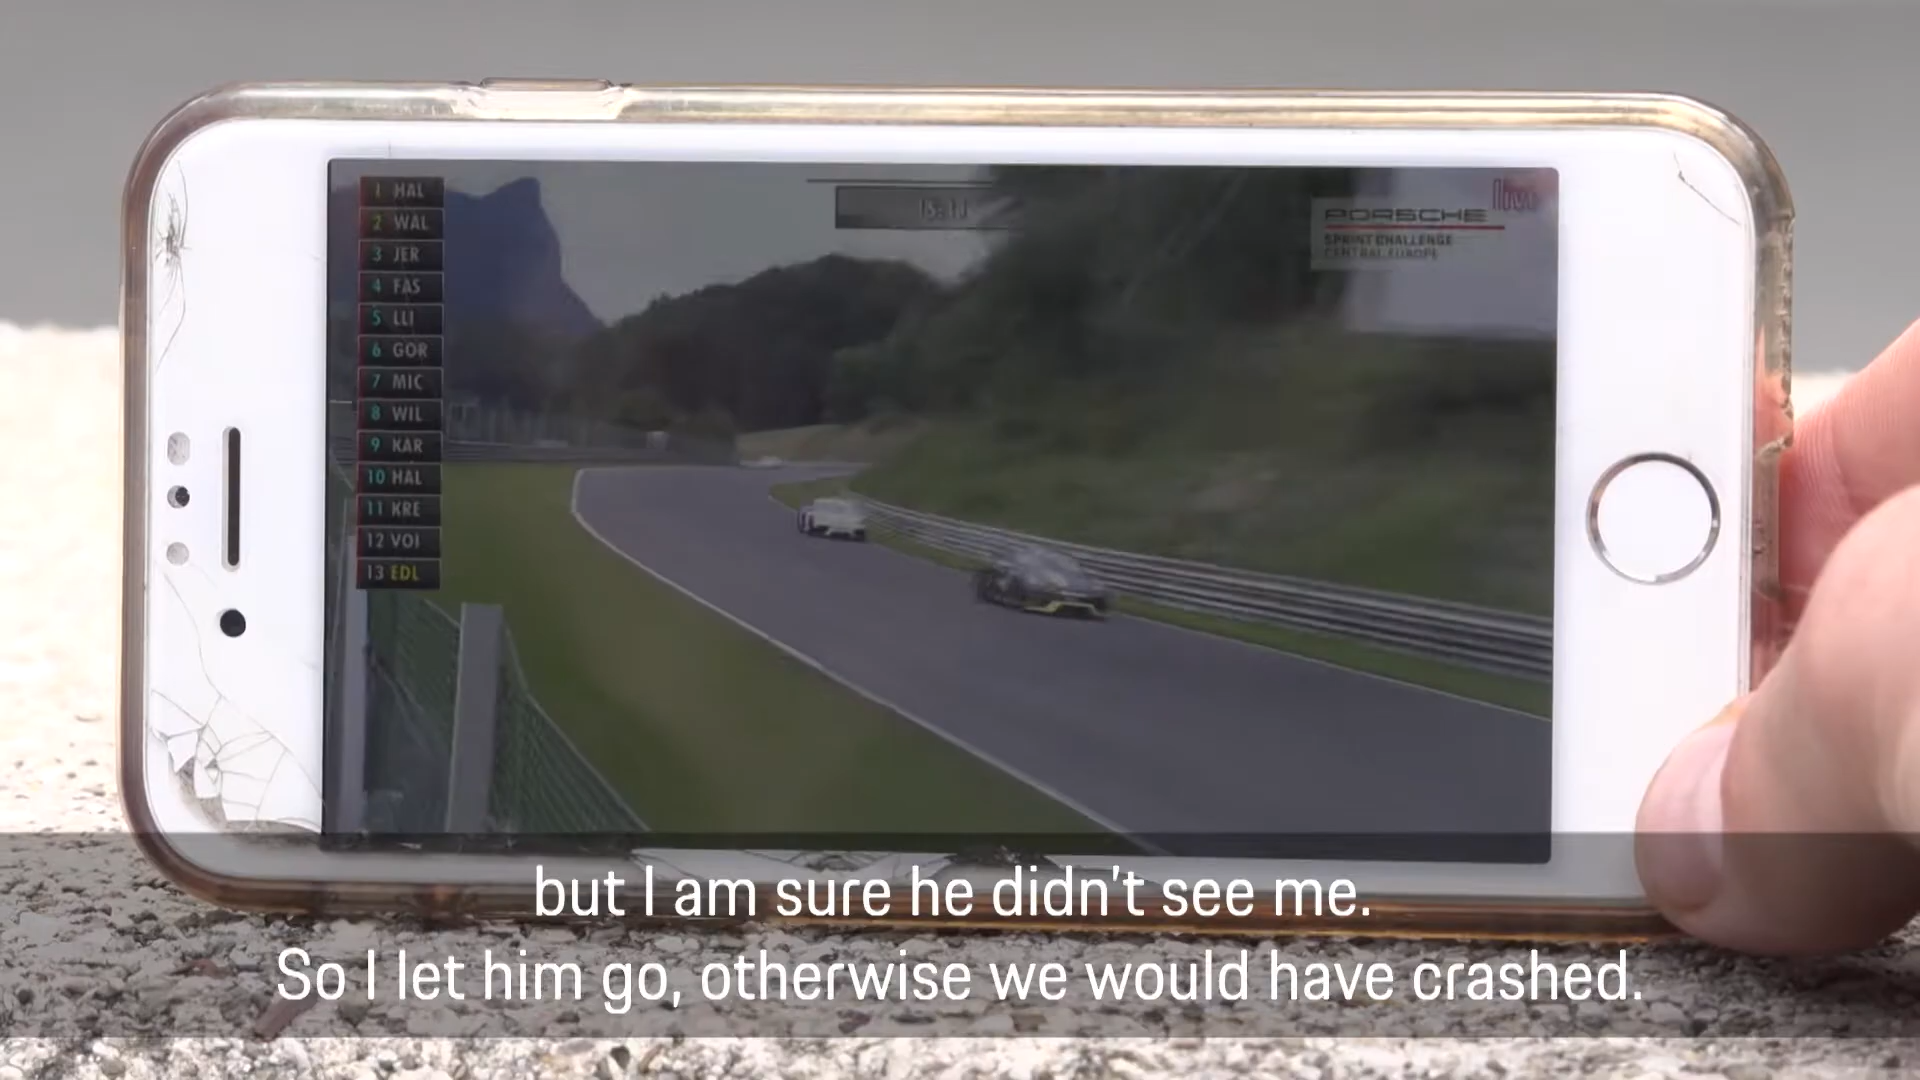 1 HAL
2 WAL
3 JER
4 FAS
5 LLI
6 GOR
7 MIC
8 WIL
9 KAR
10 HAL
11 KRE
12 VOI
13 EDL
live
PORSCHE
SPRINT CHALLENGE
CENTRAL EUROPE
but I am sure he didn't see me.
So I let him go, otherwise we would have crashed.